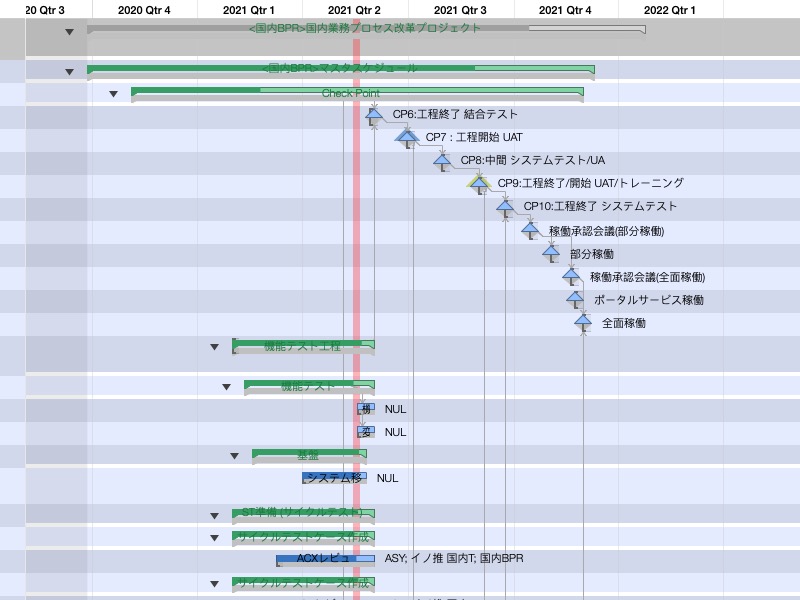 20 Qtr 3 2020 Qtr 4 2021 Qtr 1 2021 Qtr 2 2021 Qtr 3 2021 Qtr 4 2022 Qtr 1
<国内BPR>国内業務プロセス改革プロジェクト
<国内BPR>マスタスケジュール
Check Point
CP6:工程終了 結合テスト
CP7 : 工程開始 UAT
CP8:中間 システムテスト/UA
CP9:工程終了/開始 UAT/トレーニング
CP10:工程終了 システムテスト
稼働承認会議(部分稼働)
部分稼働
稼働承認会議(全面稼働)
ポータルサービス稼働
全面稼働
機能テスト工程
機能テスト
機 NUL
変 NUL
基盤
システム移 NUL
ST準備 (サイクルテスト)
サイクルテストケース作成
ACXレビュ ASY; イノ推 国内T; 国内BPR
サイクルテストケース作成